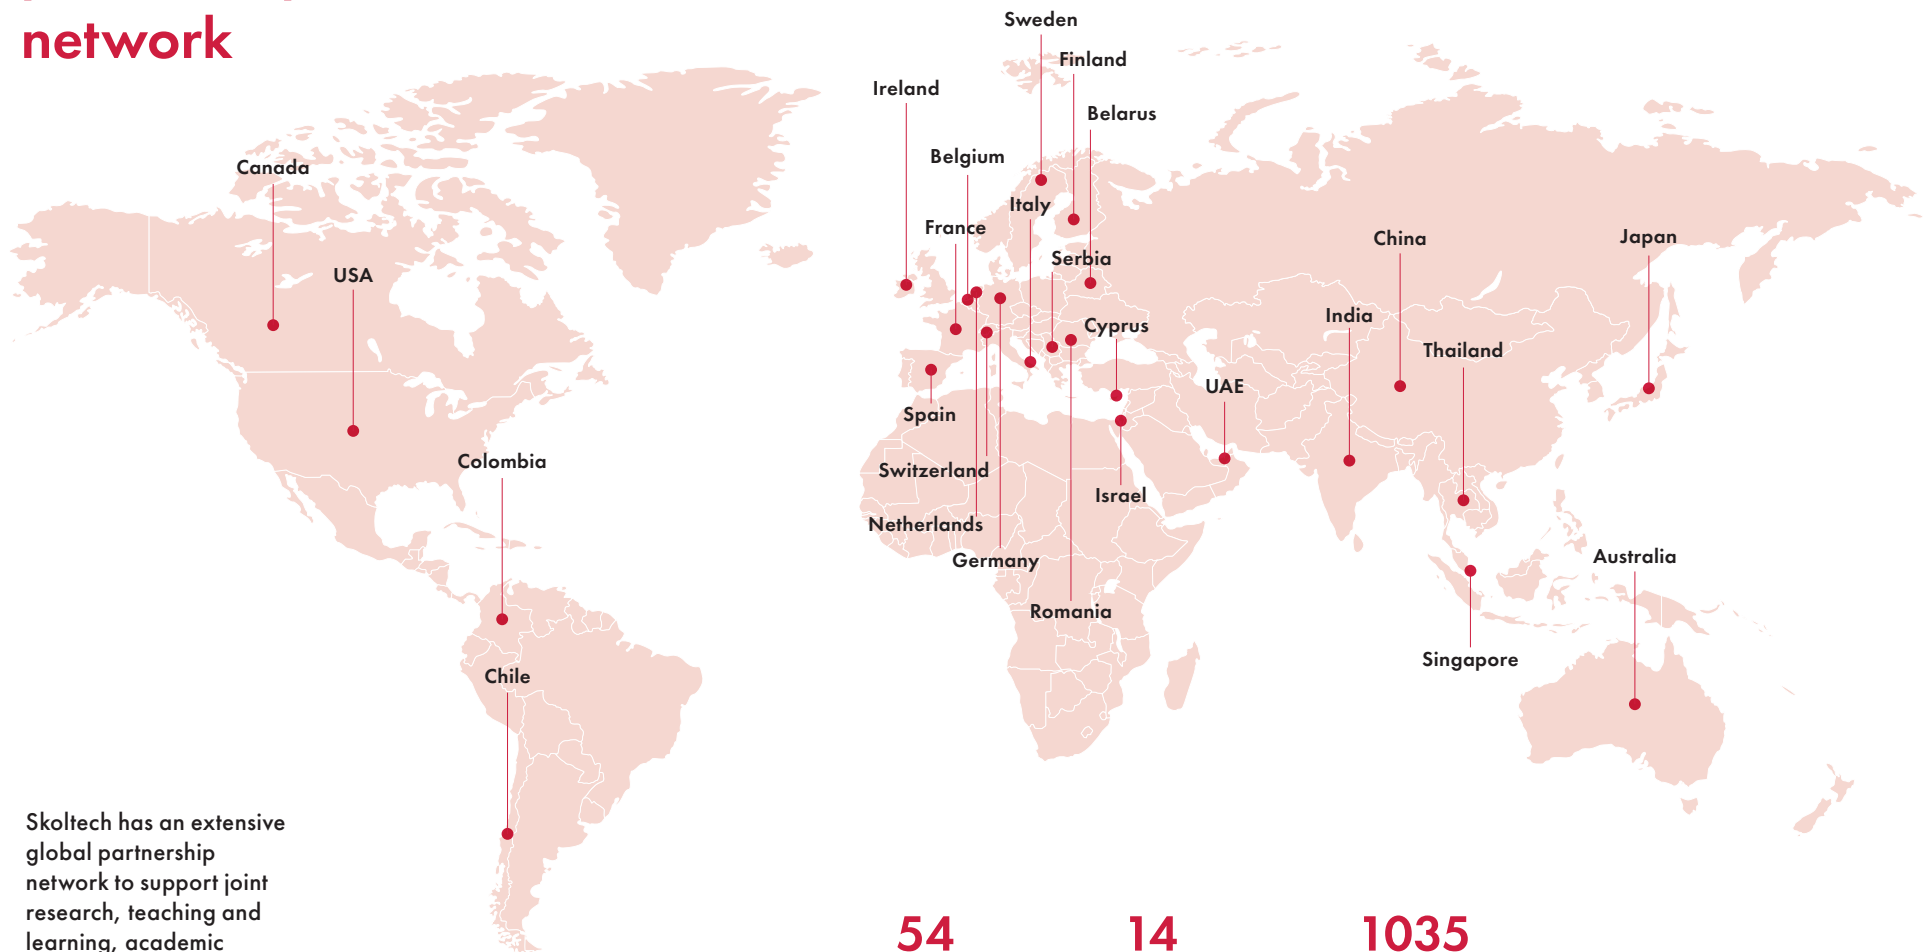 network
Sweden
Finland
Ireland
Belarus
Belgium
Canada
Italy
France
China
Japan
Serbia
USA
India
Cyprus
Thailand
UAE
Spain
Colombia
Switzerland
Israel
Netherlands
Australia
Germany
Romania
Singapore
Chile
Skoltech has an extensive
global partnership
network to support joint
research, teaching and
learning, academic
54
14
1035